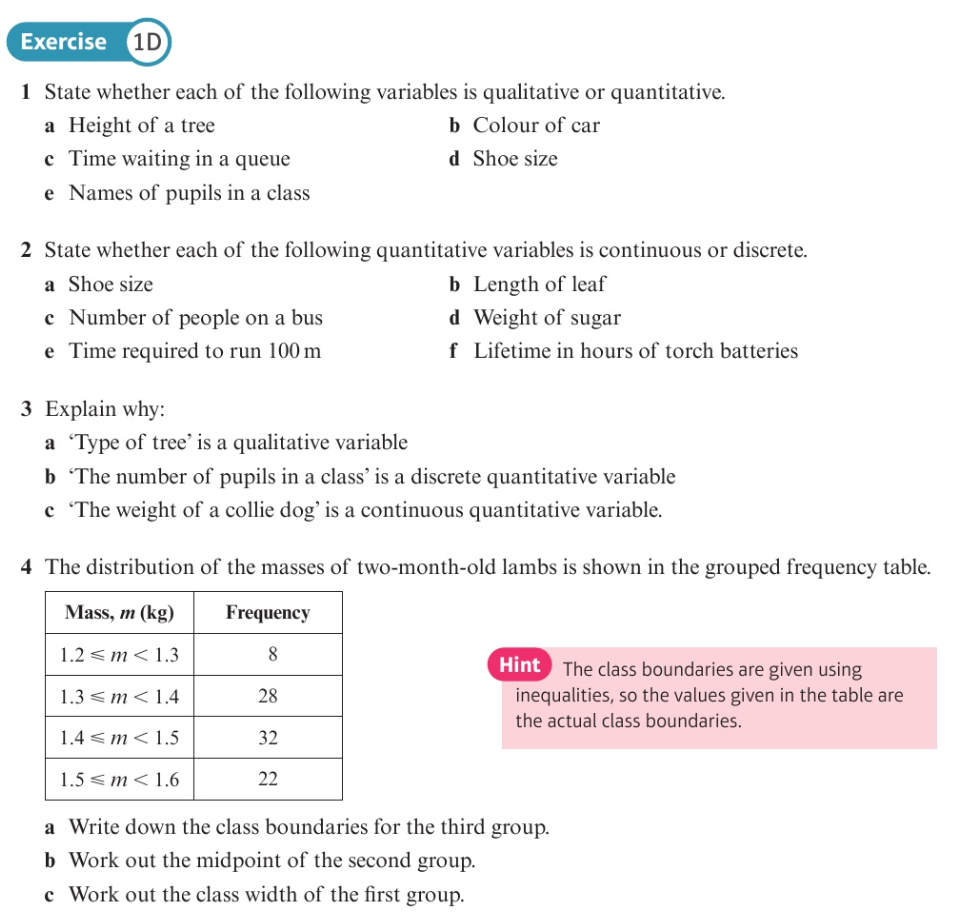 Exercise 1D
1 State whether each of the following variables is qualitative or quantitative.
a Height of a tree
b Colour of car
c Time waiting in a queue
d Shoe size
e Names of pupils in a class
2 State whether each of the following quantitative variables is continuous or discrete.
a Shoe size
b Length of leaf
c Number of people on a bus
d Weight of sugar
e Time required to run 100 m
f Lifetime in hours of torch batteries
3 Explain why:
a ‘Type of tree’ is a qualitative variable
b ‘The number of pupils in a class’ is a discrete quantitative variable
c ‘The weight of a collie dog’ is a continuous quantitative variable.
4 The distribution of the masses of two-month-old lambs is shown in the grouped frequency table.
Mass, m (kg) Frequency
1.2 ⩽ m < 1.3 8
1.3 ⩽ m < 1.4 28
1.4 ⩽ m < 1.5 32
1.5 ⩽ m < 1.6 22
Hint The class boundaries are given using
inequalities, so the values given in the table are
the actual class boundaries.
a Write down the class boundaries for the third group.
b Work out the midpoint of the second group.
c Work out the class width of the first group.